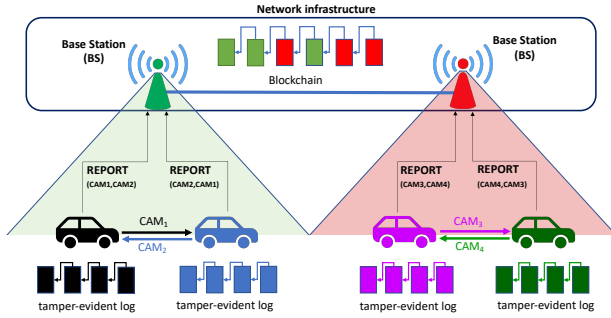 Network infrastructure
Base Station
(BS)
Blockchain
Base Station
(BS)
REPORT
(CAM1,CAM2)
REPORT
(CAM2,CAM1)
REPORT
(CAM3,CAM4)
REPORT
(CAM4,CAM3)
CAM₁
CAM₂
CAM₃
CAM₄
tamper-evident log
tamper-evident log
tamper-evident log
tamper-evident log